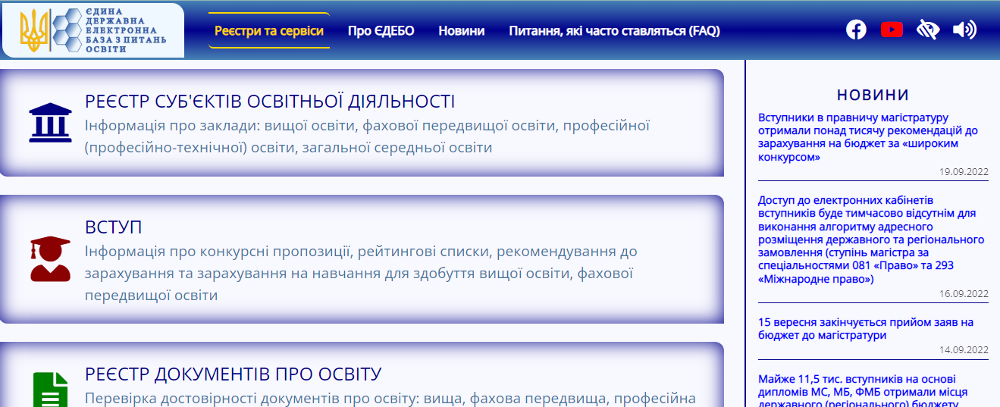 ЄДИНА
ДЕРЖАВНА
ЕЛЕКТРОННА
БАЗА З ПИТАНЬ
ОСВІТИ
Реєстри та сервіси
Про ЄДЕБО
Новини
Питання, які часто ставляться (FAQ)
РЕЄСТР СУБ'ЄКТІВ ОСВІТНЬОЇ ДІЯЛЬНОСТІ
Інформація про заклади: вищої освіти, фахової передвищої освіти, професійної
(професійно-технічної) освіти, загальної середньої освіти
ВСТУП
Інформація про конкурсні пропозиції, рейтингові списки, рекомендування до
зарахування та зарахування на навчання для здобуття вищої освіти, фахової
передвищої освіти
РЕЄСТР ДОКУМЕНТІВ ПРО ОСВІТУ
Перевірка достовірності документів про освіту: вища, фахова передвища, професійна
НОВИНИ
Вступники в правничу магістратуру
отримали понад тисячу рекомендацій до
зарахування на бюджет за «широким
конкурсом»
19.09.2022
Доступ до електронних кабінетів
вступників буде тимчасово відсутнім для
виконання алгоритму адресного
розміщення державного та регіонального
замовлення (ступінь магістра за
спеціальностями 081 «Право» та 293
«Міжнародне право»)
16.09.2022
15 вересня закінчується прийом заяв на
бюджет до магістратури
14.09.2022
Майже 11,5 тис. вступників на основі
дипломів МС, МБ, ФМБ отримали місця
державного (регіонального) бюджету